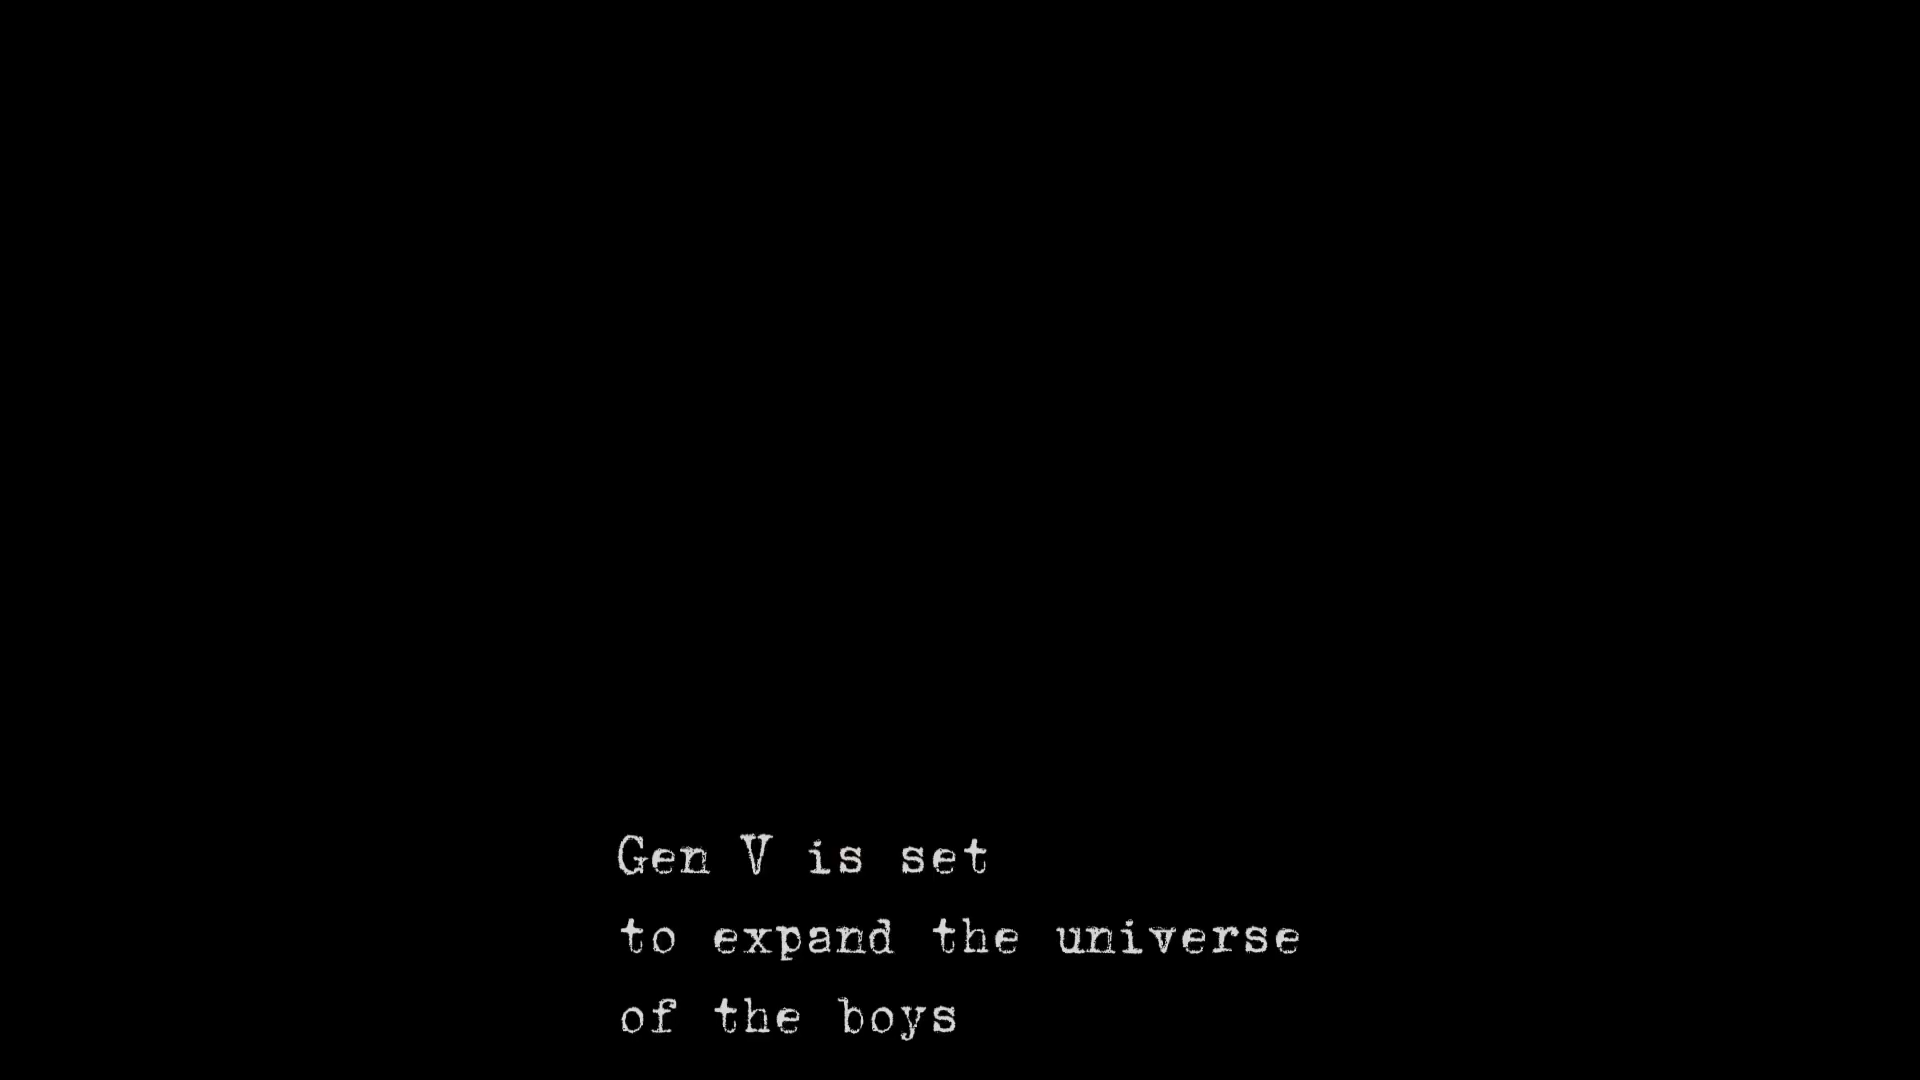 Gen V is set
to expand the universe
of the boys